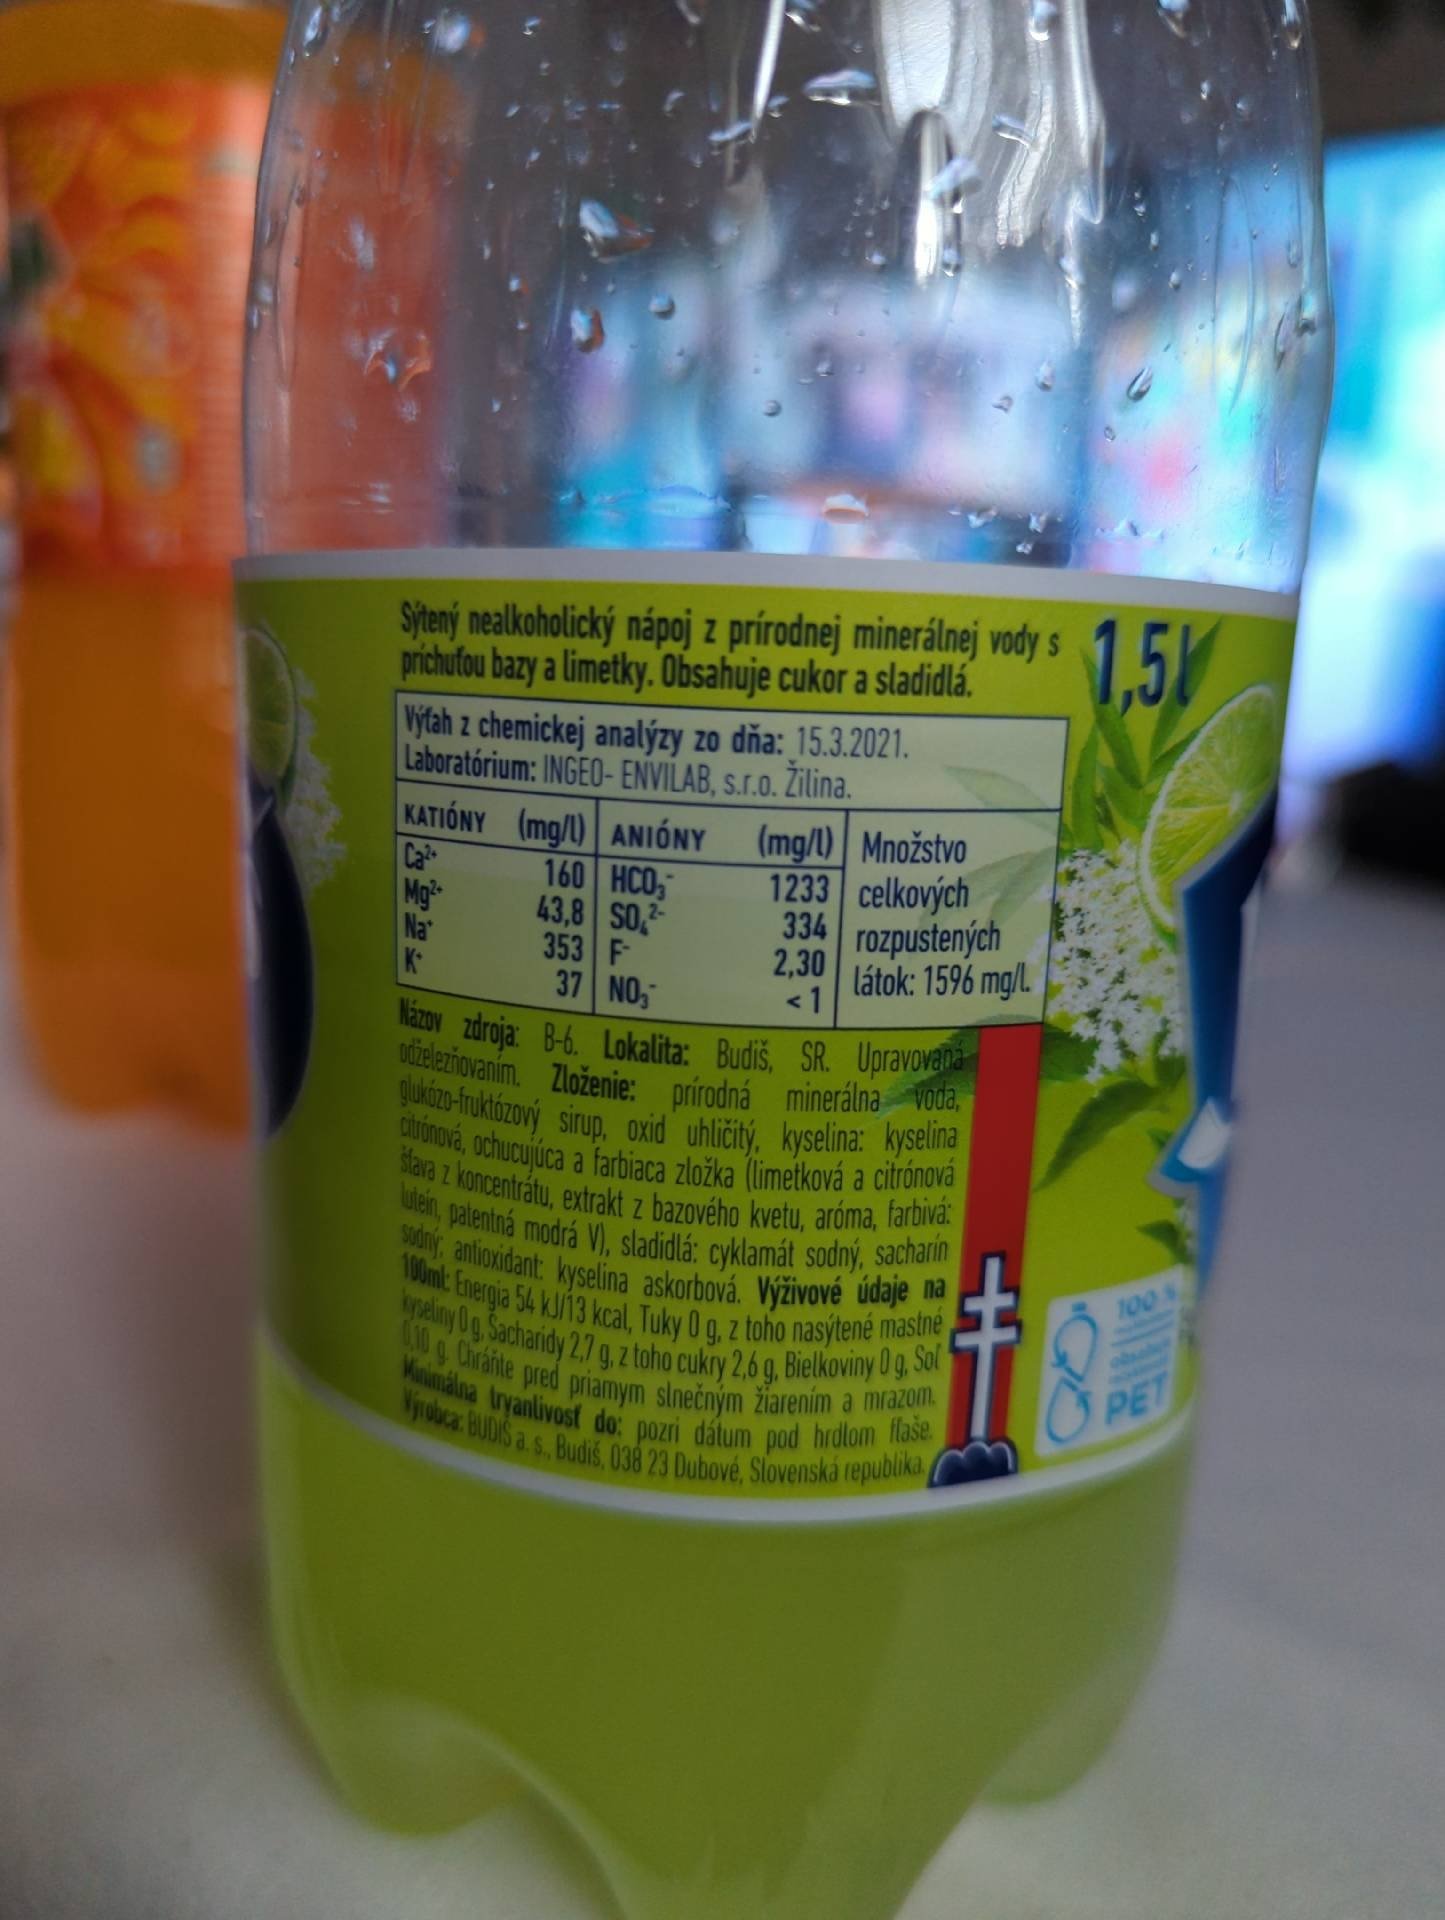 Sýtený nealkoholický nápoj z prírodnej minerálnej vody s
príchuťou bazy a limetky. Obsahuje cukor a sladidlá.
1,5l
Výťah z chemickej analýzy zo dňa: 15.3.2021.
Laboratórium: INGEO- ENVILAB, s.r.o. Žilina.
KATIÓNY (mg/l) ANIÓNY (mg/l) Množstvo
Ca²⁺ 160 HCO₃⁻ 1233 celkových
Mg²⁺ 43,8 SO₄²⁻ 334 rozpustených
Na⁺ 353 F⁻ 2,30 látok: 1596 mg/l.
K⁺ 37 NO₃⁻ <1
Názov zdroja: B-6. Lokalita: Budiš, SR. Upravovaná
odželezňovaním. Zloženie: prírodná minerálna voda,
glukózo-fruktózový sirup, oxid uhličitý, kyselina: kyselina
citrónová, ochucujúca a farbiaca zložka (limetková a citrónová
šťava z koncentrátu, extrakt z bazového kvetu, aróma, farbivá:
luteín, patentná modrá V), sladidlá: cyklamát sodný, sacharín
sodný; antioxidant: kyselina askorbová. Výživové údaje na
100ml: Energia 54 kJ/13 kcal, Tuky 0 g, z toho nasýtené mastné
kyseliny 0 g, Sacharidy 2,7 g, z toho cukry 2,6 g, Bielkoviny 0 g, Soľ
0,10 g. Chráňte pred priamym slnečným žiarením a mrazom.
Minimálna trvanlivosť do: pozri dátum pod hrdlom fľaše.
Výrobca: BUDIŠ a. s., Budiš, 038 23 Dubové, Slovenská republika.
100 %
PET